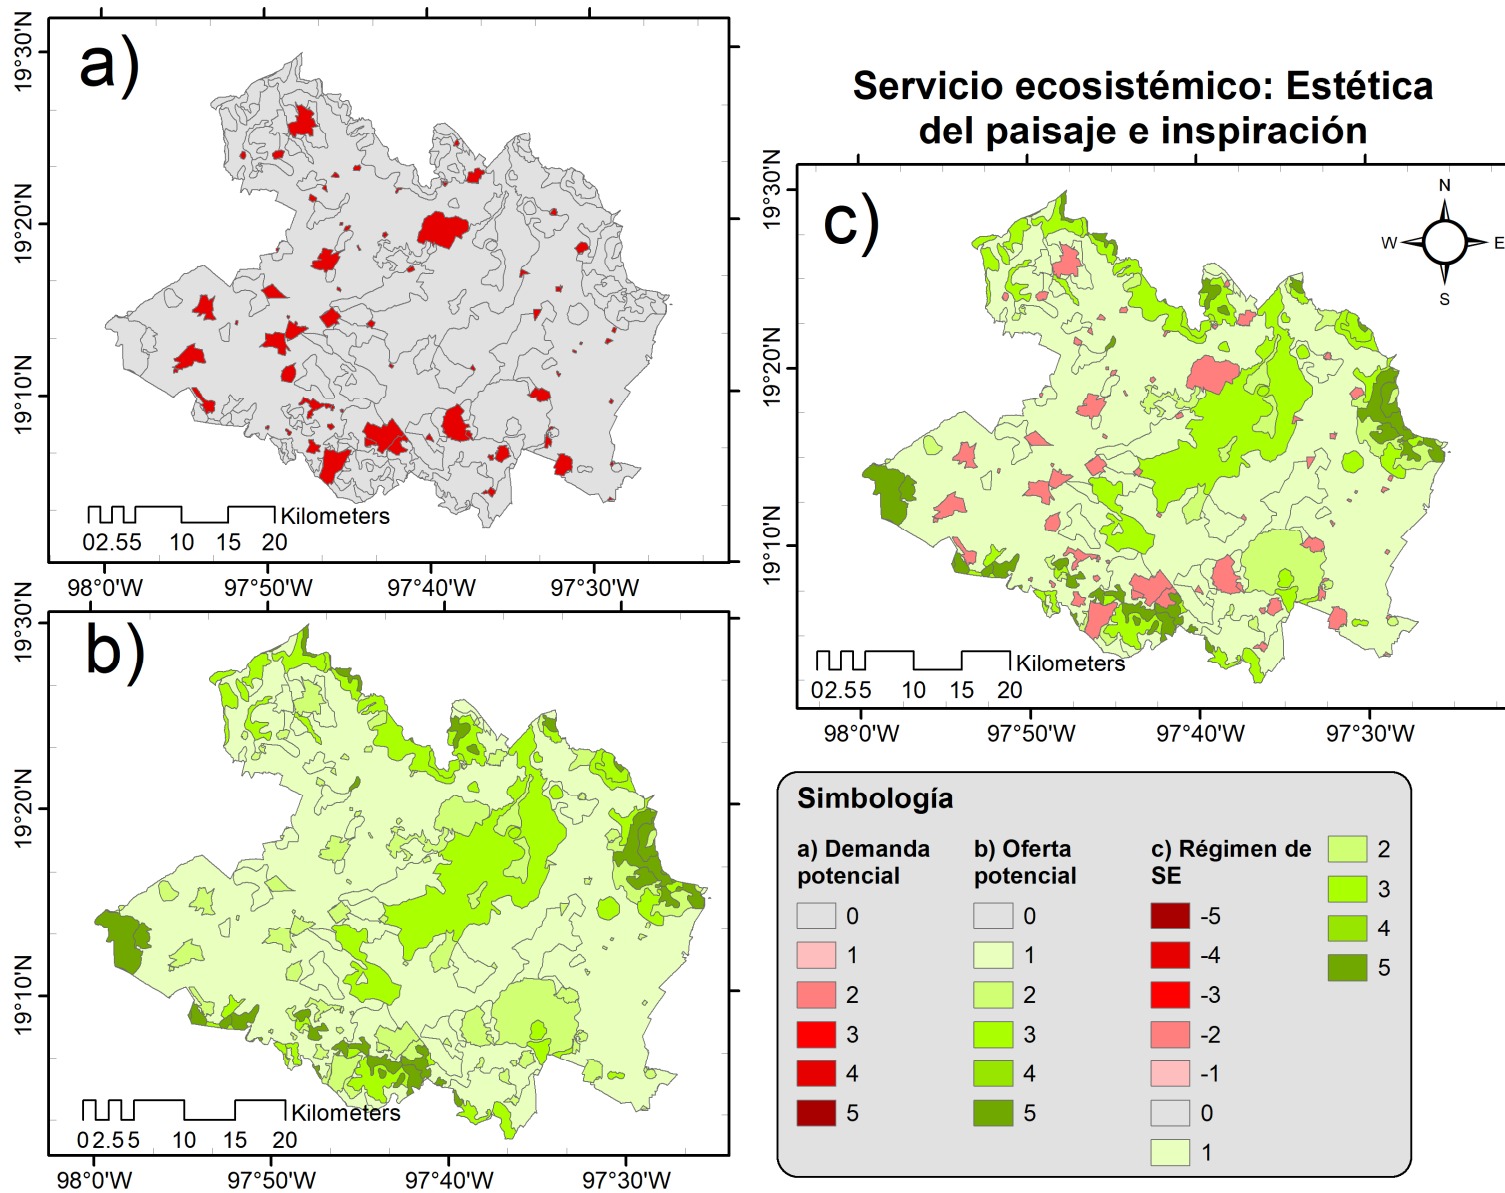 Servicio ecosistémico: Estética
del paisaje e inspiración
a)
19°30'N
19°20'N
19°10'N
Kilometers
0 2.5 5 10 15 20
98°0'W 97°50'W 97°40'W 97°30'W
b)
19°30'N
19°20'N
19°10'N
Kilometers
0 2.5 5 10 15 20
98°0'W 97°50'W 97°40'W 97°30'W
c)
N
W E
S
19°30'N
19°20'N
19°10'N
Kilometers
0 2.5 5 10 15 20
98°0'W 97°50'W 97°40'W 97°30'W
Simbología
a) Demanda
potencial
0
1
2
3
4
5
b) Oferta
potencial
0
1
2
3
4
5
c) Régimen de
SE
-5
-4
-3
-2
-1
0
1
2
3
4
5